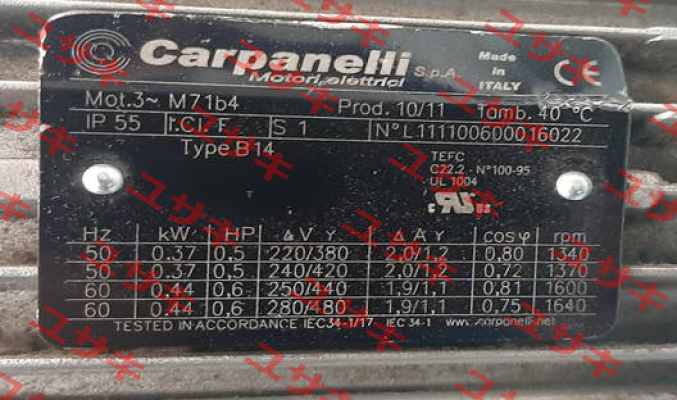 Carpanelli S.p.A.
Motori elettrici
Made
in
ITALY
CE
Mot.3~ M71b4 Prod. 10/11 Tamb. 40 °C
IP 55 I.Cl. F S 1 N° L111100600016022
Type B14
TEFC
C22.2 - N°100-95
UL 1004
c us
Hz kW HP Δ V Y Δ A Y cosφ rpm
50 0.37 0,5 220/380 2,0/1,2 0,80 1340
50 0.37 0,5 240/420 2,0/1,2 0,72 1370
60 0.44 0,6 250/440 1,9/1,1 0,81 1600
60 0.44 0,6 280/480 1,9/1,1 0,75 1640
TESTED IN ACCORDANCE IEC34-1/17 IEC 34-1 www.carpanelli.net
ユサキ